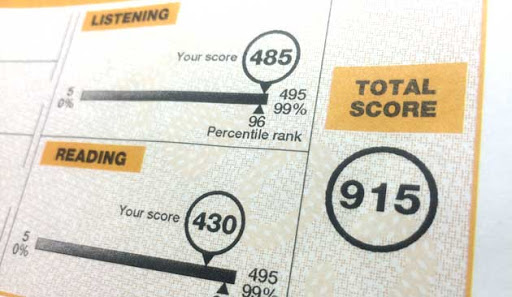 LISTENING
Your score 485
5 495
0% 99%
96
Percentile rank
READING
Your score 430
5 495
0% 99%
TOTAL
SCORE
915